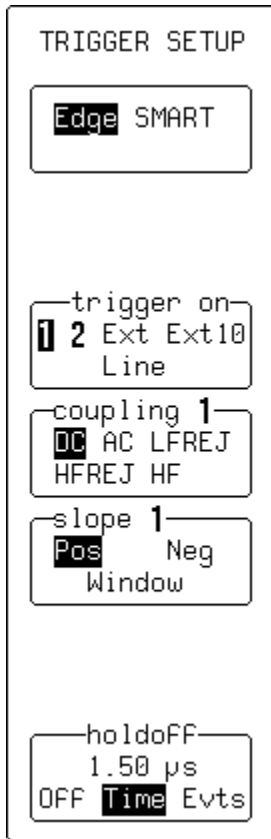 TRIGGER SETUP
Edge SMART
trigger on
1 2 Ext Ext10
Line
coupling 1
DC AC LFREJ
HFREJ HF
slope 1
Pos Neg
Window
holdoff
1.50 µs
OFF Time Evts